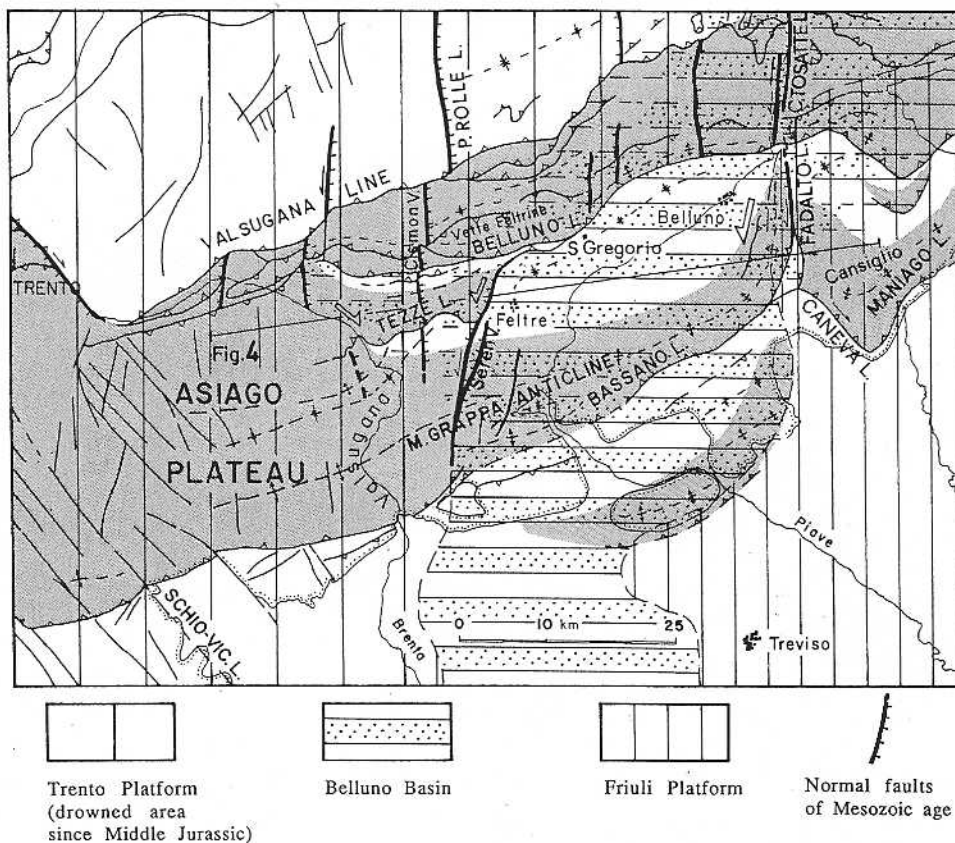 P. ROLLE L.
CIOSAITEL
VALSUGANA LINE
FADALTO L.
Cismon V.
Vette Feltrine
BELLUNO L.
Belluno
S Gregorio
TRENTO
Cansiglio
MANIAGO L.
TEZZE L.
Feltre
CANEVA L.
Fig. 4
Seren V.
ASIAGO
M. GRAPPA ANTICLINE
BASSANO L.
PLATEAU
Valsugana
Piave
SCHIO-VIC. L.
Brenta
0 10 km 25
Treviso
Trento Platform
(drowned area
since Middle Jurassic)
Belluno Basin
Friuli Platform
Normal faults
of Mesozoic age